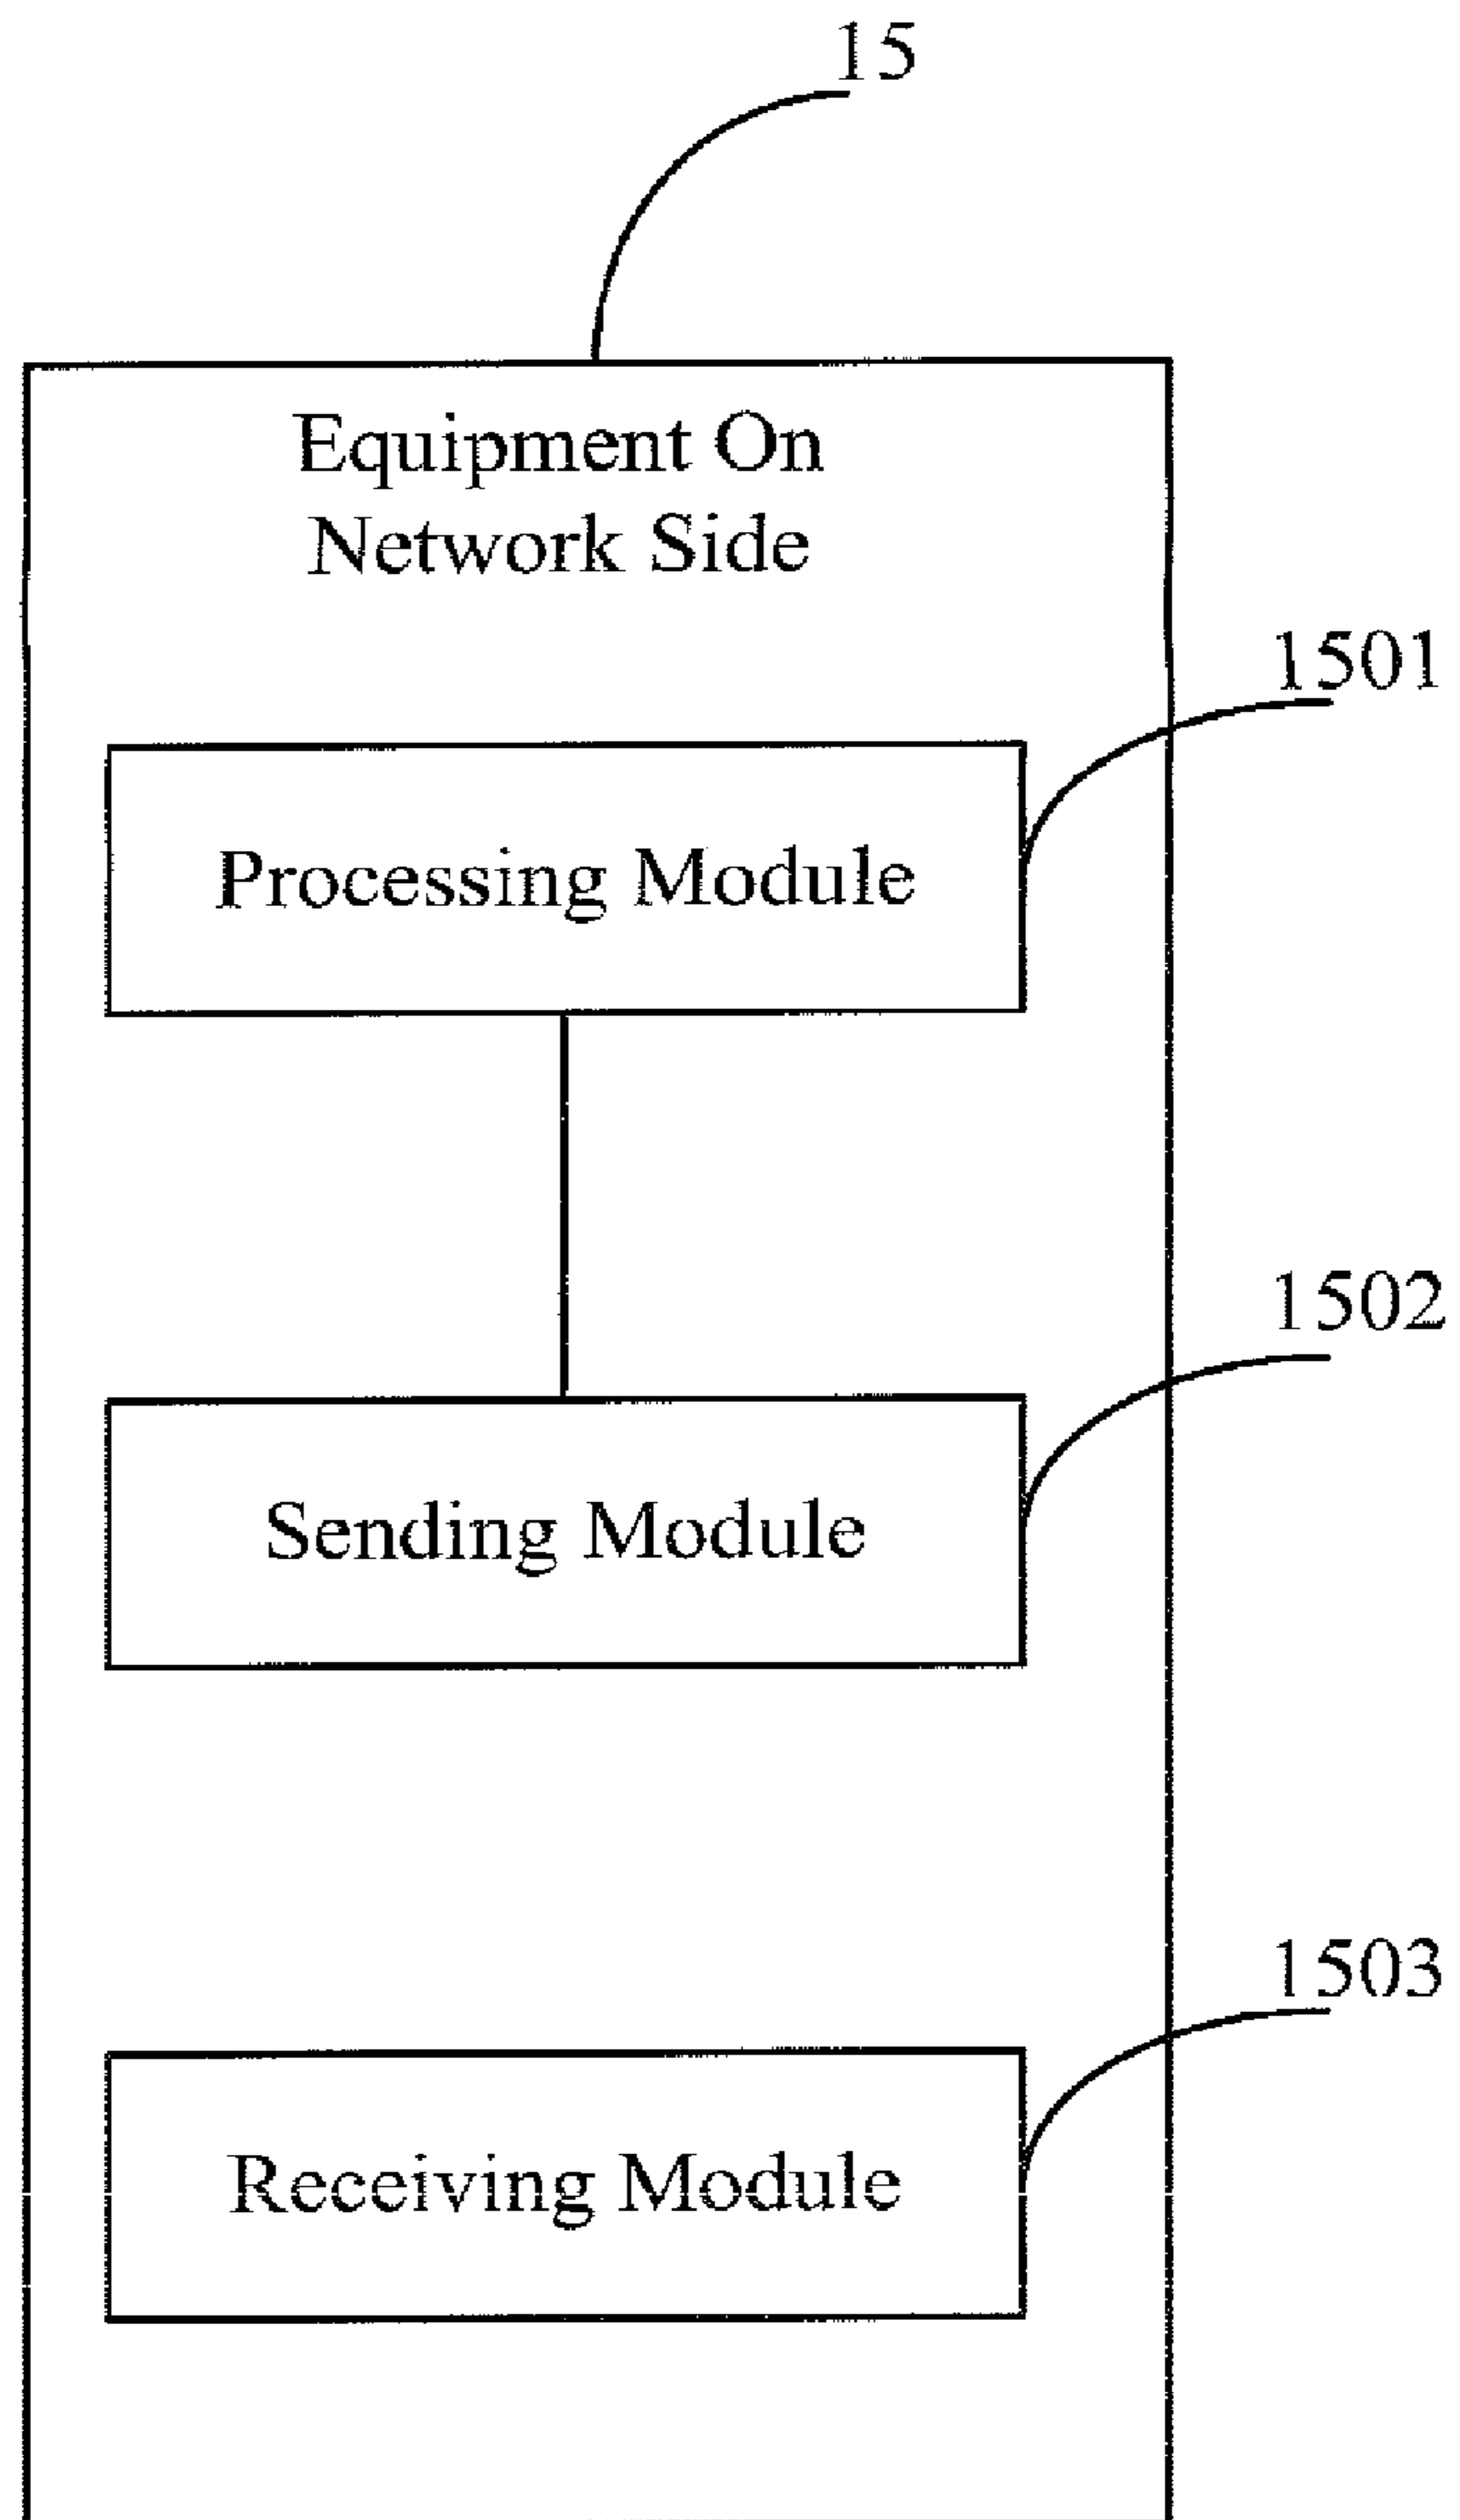 15
Equipment On
Network Side
1501
Processing Module
1502
Sending Module
1503
Receiving Module